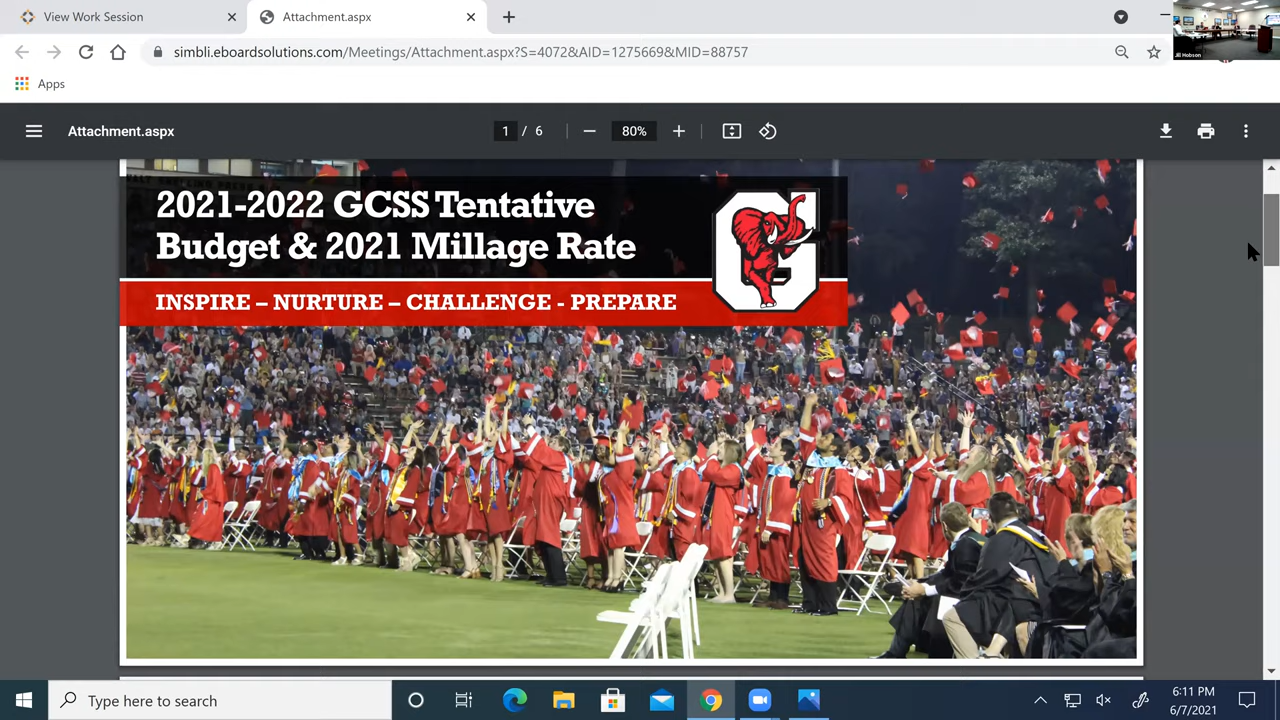 View Work Session
Attachment.aspx
simbli.eboardsolutions.com/Meetings/Attachment.aspx?S=4072&AID=1275669&MID=88757
Jill Hobson
Apps
Attachment.aspx
1 / 6
80%
2021-2022 GCSS Tentative
Budget & 2021 Millage Rate
G
INSPIRE – NURTURE – CHALLENGE - PREPARE
Type here to search
6:11 PM
6/7/2021